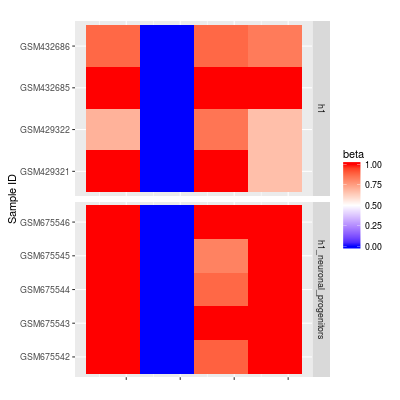 GSM432686
GSM432685
GSM429322
GSM429321
h1
GSM675546
GSM675545
GSM675544
GSM675543
GSM675542
h1_neuronal_progenitors
Sample ID
beta
1.00
0.75
0.50
0.25
0.00